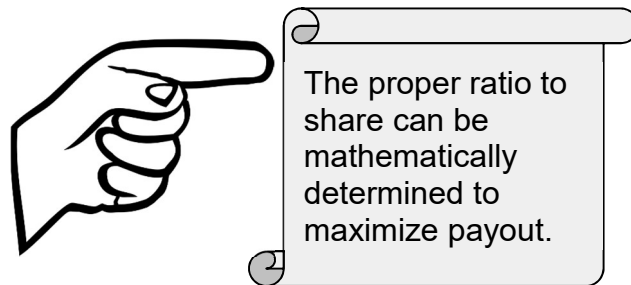 The proper ratio to
share can be
mathematically
determined to
maximize payout.